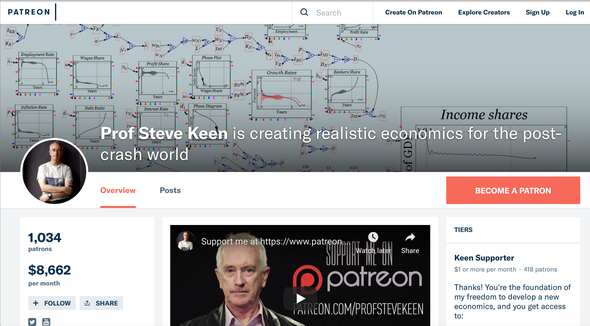 PATREON
Search
Create On Patreon
Explore Creators
Sign Up
Log In
Employment Rate
Wages Share
Profit Share
Phase Plot
Growth Rates
Employment
Bankers Share
Profit Rate
Inflation Rate
Debt Ratio
Interest Rate
Phase Diagram
Years
Income shares
Prof Steve Keen is creating realistic economics for the post-
crash world
Overview
Posts
BECOME A PATRON
1,034
patrons
$8,662
per month
+ FOLLOW
SHARE
Support me at https://www.patreon
Watch later
Share
SUPPORT ME ON
patreon
PATREON.COM/PROFSTEVEKEEN
TIERS
Keen Supporter
$1 or more per month · 418 patrons
Thanks! You're the foundation of
my freedom to develop a new
economics, and you get access
to: